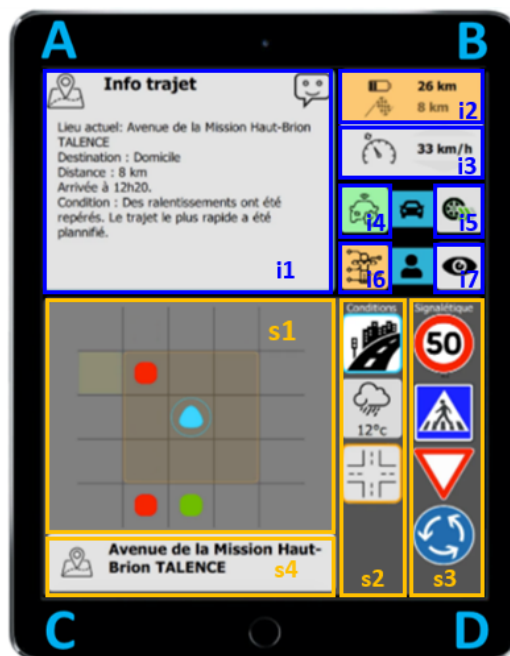 A
B
Info trajet
Lieu actuel: Avenue de la Mission Haut-Brion
TALENCE
Destination : Domicile
Distance : 8 km
Arrivée à 12h20.
Condition : Des ralentissements ont été
repérés. Le trajet le plus rapide a été
plannifié.
i1
26 km
8 km
i2
33 km/h
i3
i4
i5
i6
i7
s1
Conditions
12°c
s2
Signalétique
50
s3
Avenue de la Mission Haut-
Brion TALENCE
s4
C
D